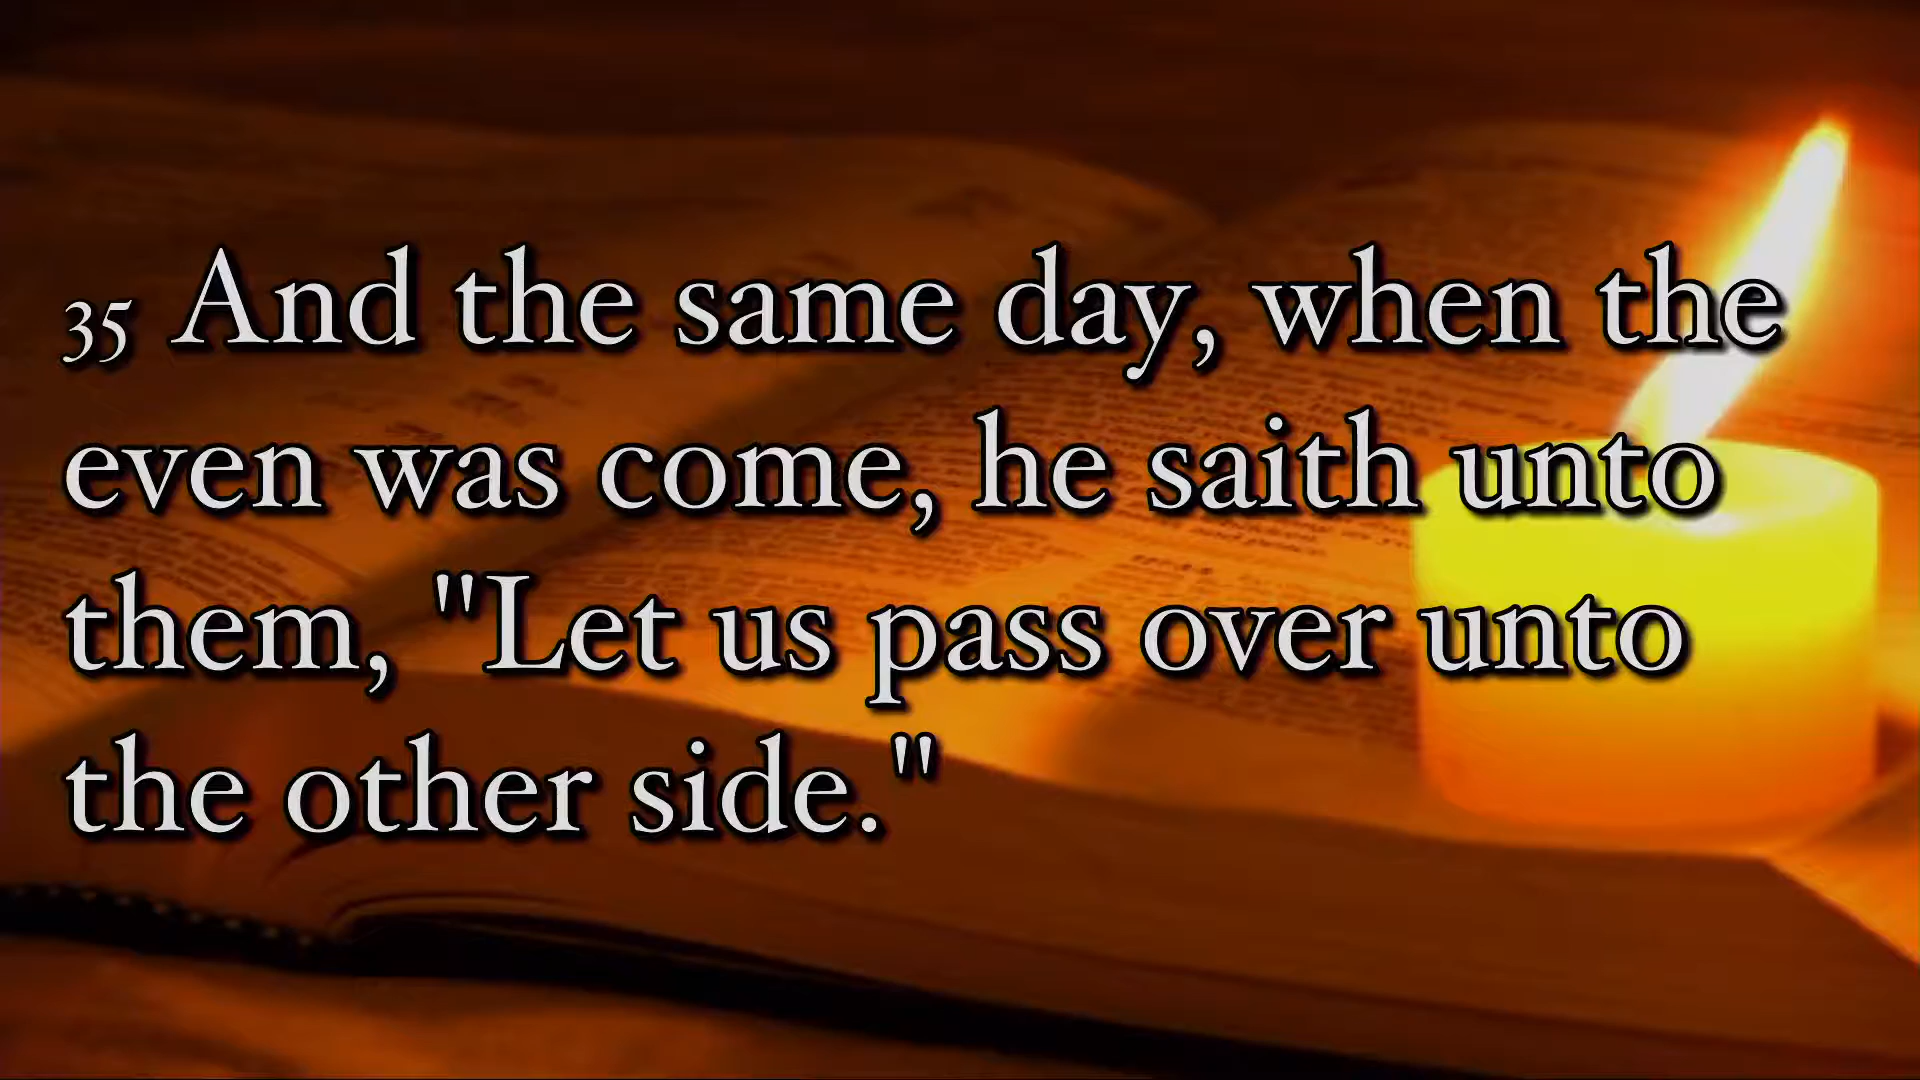 35 And the same day, when the
even was come, he saith unto
them, "Let us pass over unto
the other side."